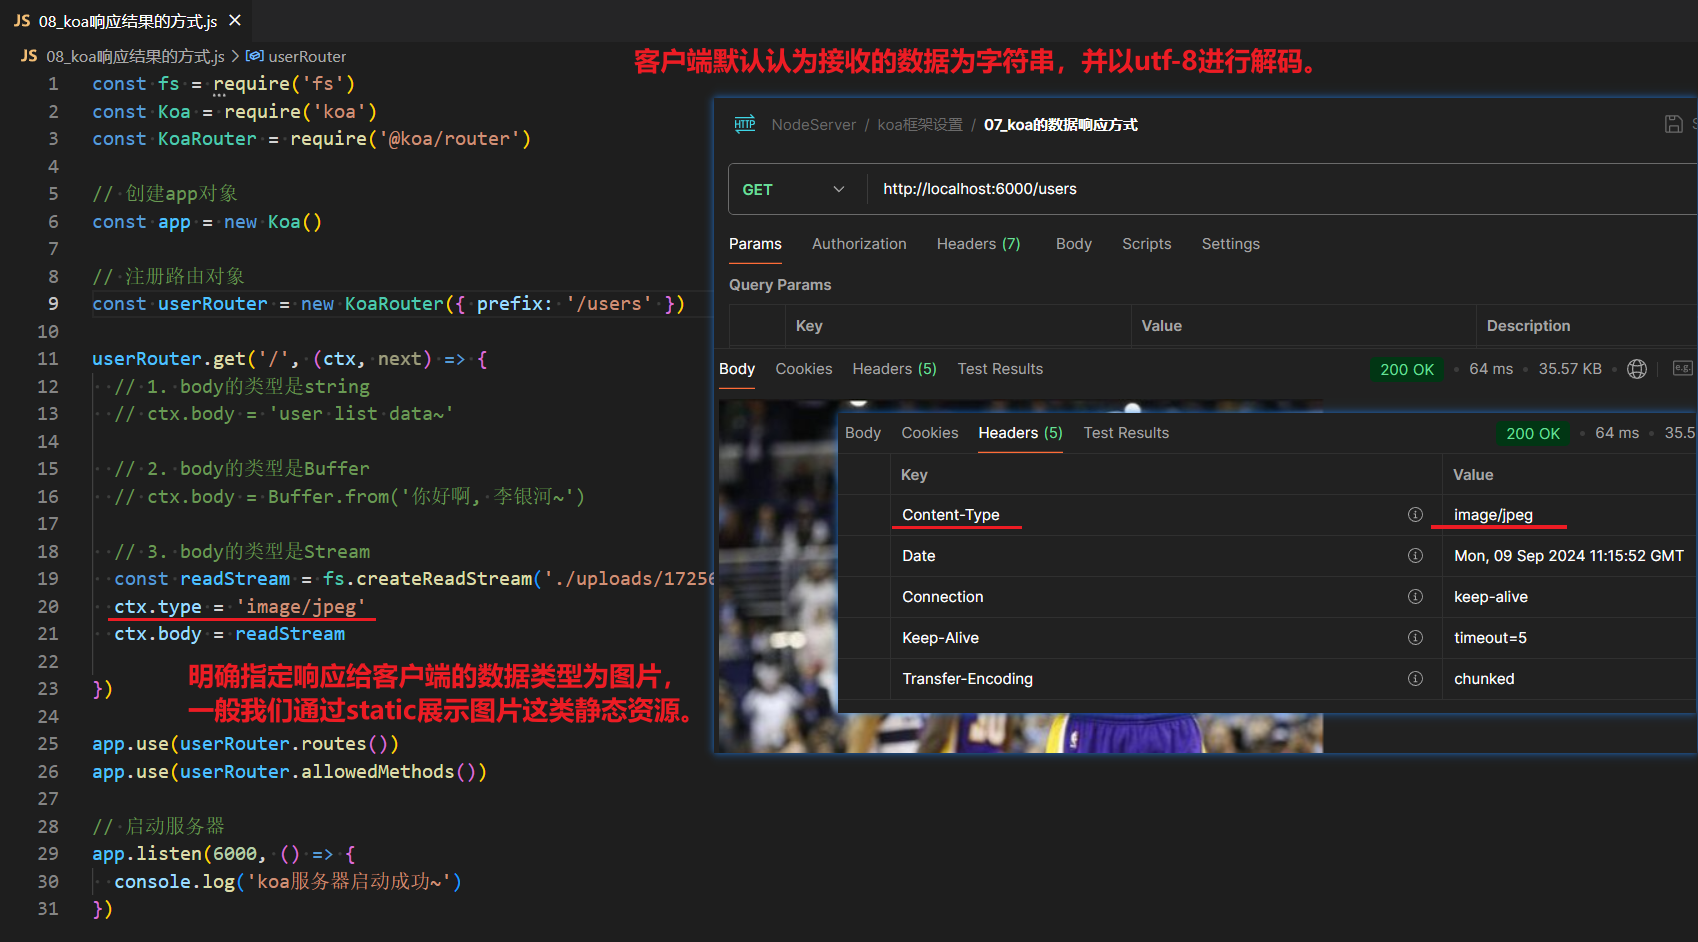 JS 08_koa响应结果的方式.js ×
JS 08_koa响应结果的方式.js > userRouter
1 const fs = require('fs')
2 const Koa = require('koa')
3 const KoaRouter = require('@koa/router')
4
5 // 创建app对象
6 const app = new Koa()
7
8 // 注册路由对象
9 const userRouter = new KoaRouter({ prefix: '/users' })
10
11 userRouter.get('/', (ctx, next) => {
12 // 1. body的类型是string
13 // ctx.body = 'user list data~'
14
15 // 2. body的类型是Buffer
16 // ctx.body = Buffer.from('你好啊, 李银河~')
17
18 // 3. body的类型是Stream
19 const readStream = fs.createReadStream('./uploads/1725
20 ctx.type = 'image/jpeg'
21 ctx.body = readStream
22
23 })
明确指定响应给客户端的数据类型为图片，
一般我们通过static展示图片这类静态资源。
24
25 app.use(userRouter.routes())
26 app.use(userRouter.allowedMethods())
27
28 // 启动服务器
29 app.listen(6000, () => {
30 console.log('koa服务器启动成功~')
31 })
客户端默认认为接收的数据为字符串，并以utf-8进行解码。
HTTP NodeServer / koa框架设置 / 07_koa的数据响应方式
GET http://localhost:6000/users
Params Authorization Headers (7) Body Scripts Settings
Query Params
Key Value Description
Body Cookies Headers (5) Test Results 200 OK • 64 ms • 35.57 KB • e.g.
Body Cookies Headers (5) Test Results 200 OK • 64 ms • 35.5
Key Value
Content-Type image/jpeg
Date Mon, 09 Sep 2024 11:15:52 GMT
Connection keep-alive
Keep-Alive timeout=5
Transfer-Encoding chunked